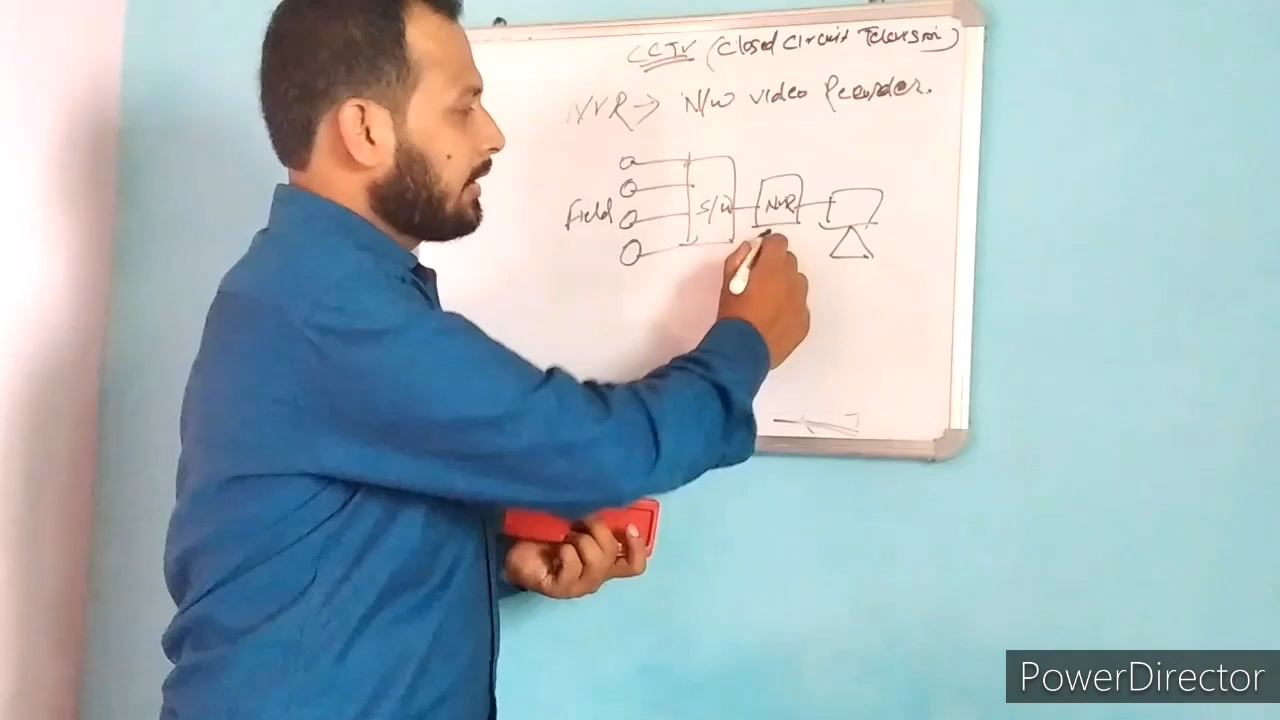 CCTV (Closed Circuit Television)
NVR → N/W Video Recorder.
Field
S/W
NVR
PowerDirector